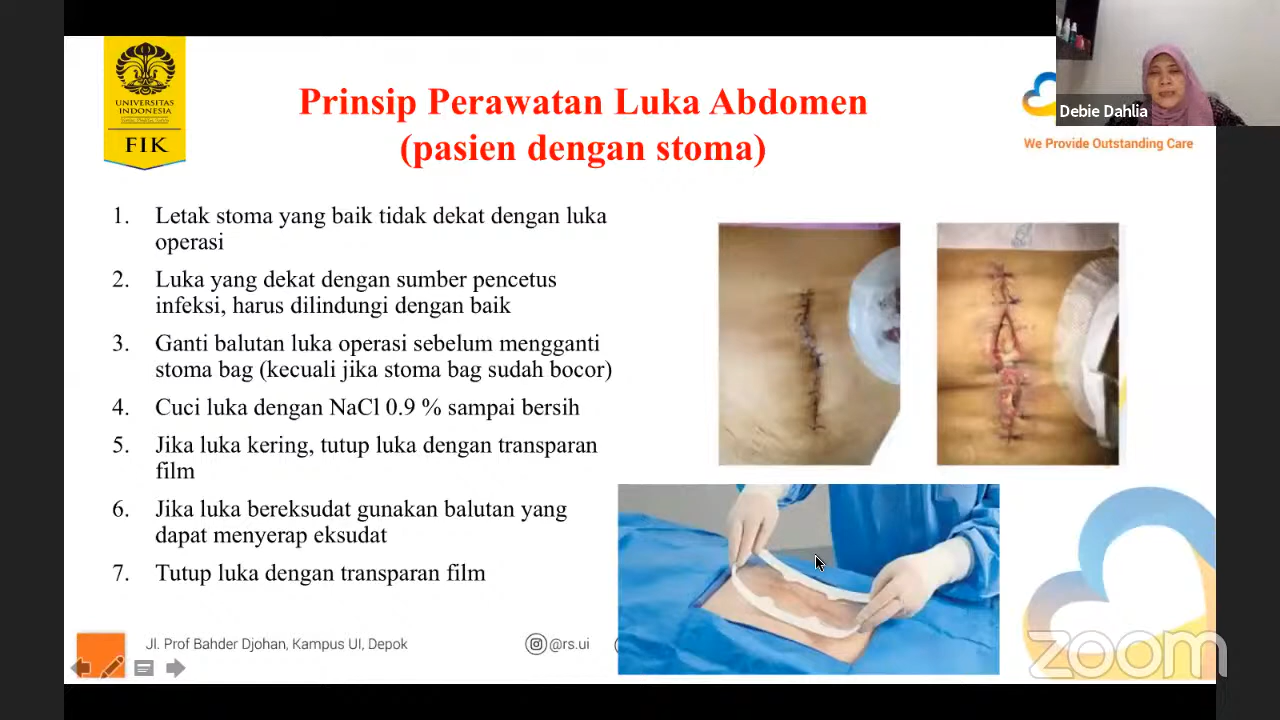 UNIVERSITAS
INDONESIA
FIK
Prinsip Perawatan Luka Abdomen
(pasien dengan stoma)
Debie Dahlia
We Provide Outstanding Care
1. Letak stoma yang baik tidak dekat dengan luka
operasi
2. Luka yang dekat dengan sumber pencetus
infeksi, harus dilindungi dengan baik
3. Ganti balutan luka operasi sebelum mengganti
stoma bag (kecuali jika stoma bag sudah bocor)
4. Cuci luka dengan NaCl 0.9 % sampai bersih
5. Jika luka kering, tutup luka dengan transparan
film
6. Jika luka bereksudat gunakan balutan yang
dapat menyerap eksudat
7. Tutup luka dengan transparan film
Jl. Prof Bahder Djohan, Kampus UI, Depok
@rs.ui
zoom